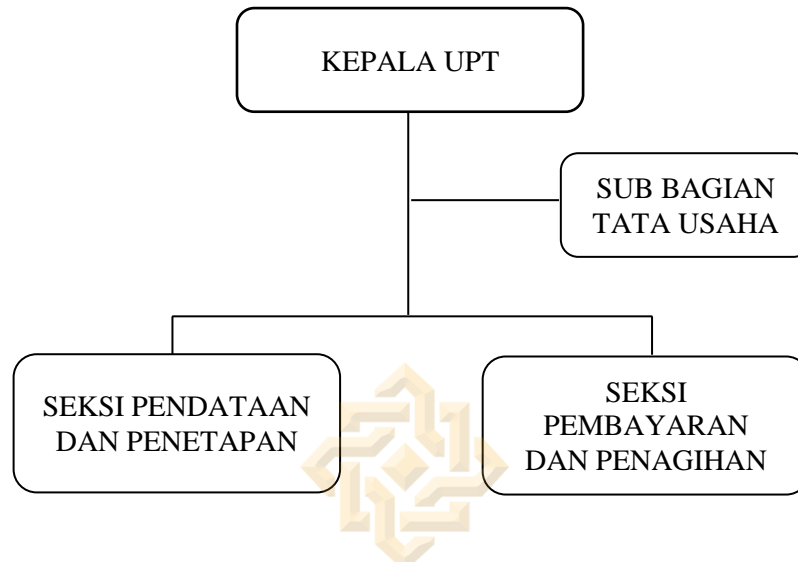 KEPALA UPT
SUB BAGIAN
TATA USAHA
SEKSI PENDATAAN
DAN PENETAPAN
SEKSI
PEMBAYARAN
DAN PENAGIHAN